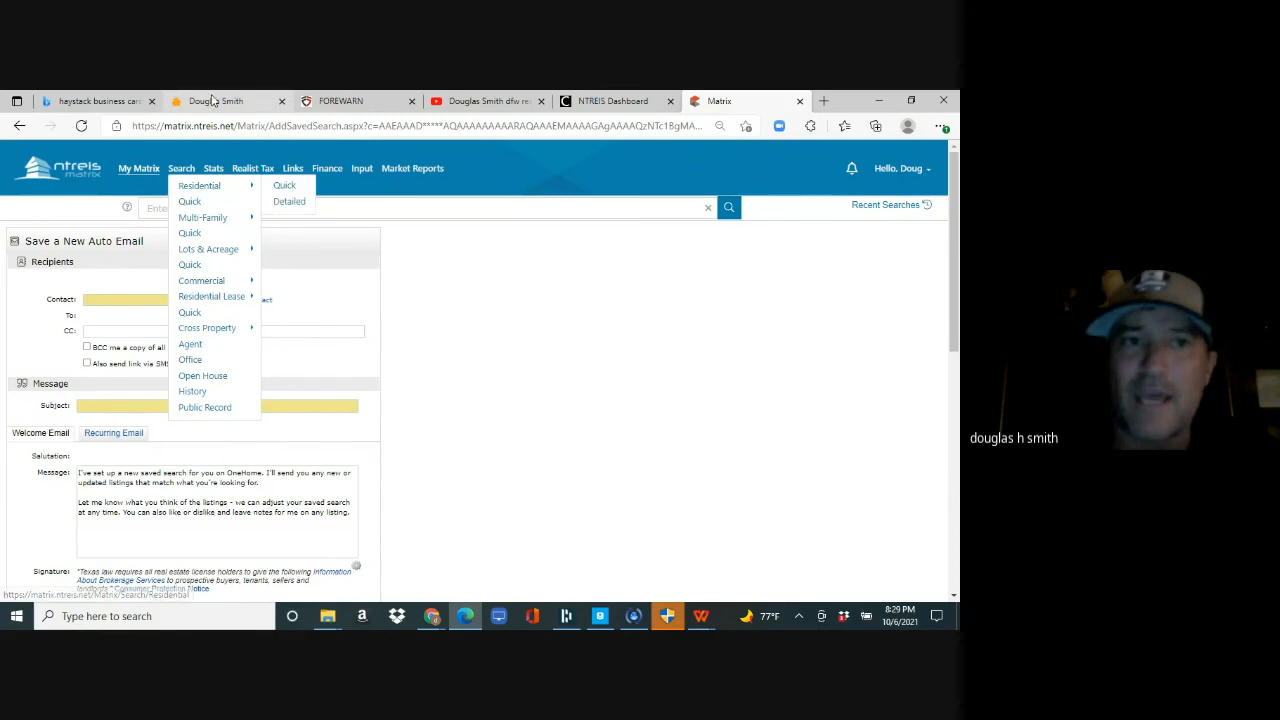 haystack business car
Douglas Smith
FOREWARN
Douglas Smith dfw re
NTREIS Dashboard
Matrix
https://matrix.ntreis.net/Matrix/AddSavedSearch.aspx?c=AAEAAAD*****AQAAAAAAAAARAQAAAEMAAAAGAgAAAAQzNTc1BgMA...
ntreis
matrix
My Matrix Search Stats Realist Tax Links Finance Input Market Reports
Hello, Doug
Residential
Quick
Quick
Detailed
Ente
Recent Searches
Multi-Family
Quick
Save a New Auto Email
Lots & Acreage
Recipients
Quick
Commercial
Contact:
Residential Lease
act
To:
Quick
CC:
Cross Property
BCC me a copy of all
Agent
Also send link via SMS
Office
Message
Open House
History
Subject:
Public Record
Welcome Email Recurring Email
Salutation:
Message:
I've set up a new saved search for you on OneHome. I'll send you any new or
updated listings that match what you're looking for.
Let me know what you think of the listings - we can adjust your saved search
at any time. You can also like or dislike and leave notes for me on any listing.
Signature:
"Texas law requires all real estate license holders to give the following Information
About Brokerage Services to prospective buyers, tenants, sellers and
landlords." Consumer Protection Notice
https://matrix.ntreis.net/Matrix/Search/Residential
Type here to search
77°F
8:29 PM
10/6/2021
douglas h smith